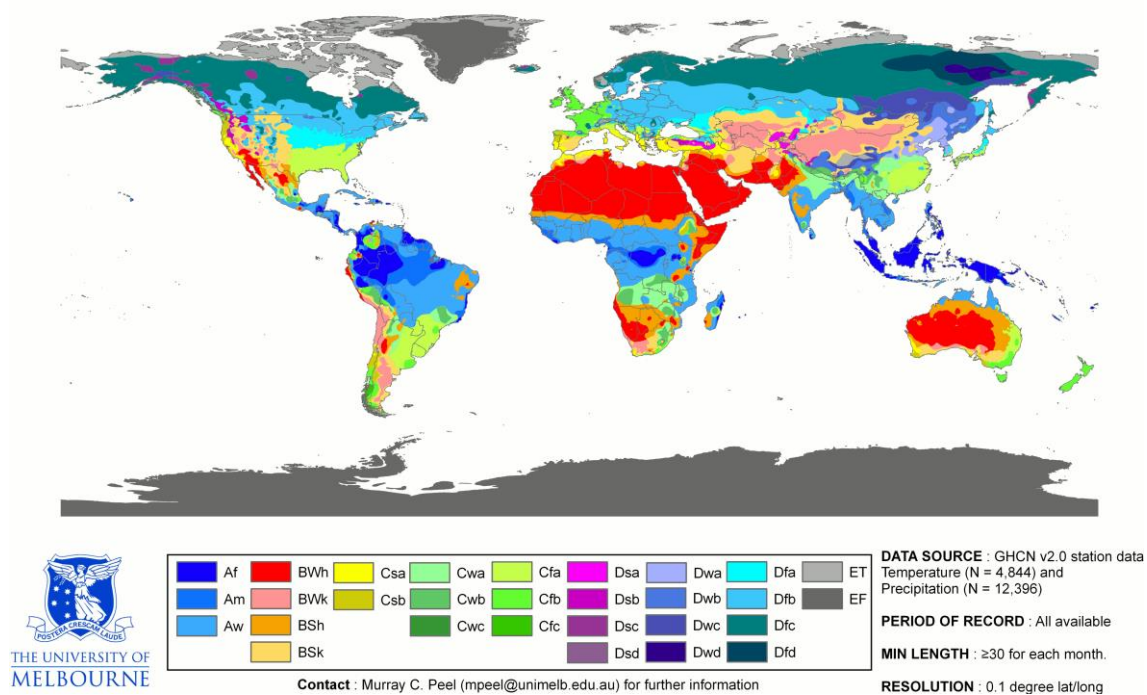 Af
Am
Aw
BWh
BWk
BSh
BSk
Csa
Csb
Cwa
Cwb
Cwc
Cfa
Cfb
Cfc
Dsa
Dsb
Dsc
Dsd
Dwa
Dwb
Dwc
Dwd
Dfa
Dfb
Dfc
Dfd
ET
EF
POSTERA CRESCAM LAUDE
THE UNIVERSITY OF
MELBOURNE
Contact : Murray C. Peel (mpeel@unimelb.edu.au) for further information
DATA SOURCE : GHCN v2.0 station data
Temperature (N = 4,844) and
Precipitation (N = 12,396)
PERIOD OF RECORD : All available
MIN LENGTH : ≥30 for each month.
RESOLUTION : 0.1 degree lat/long